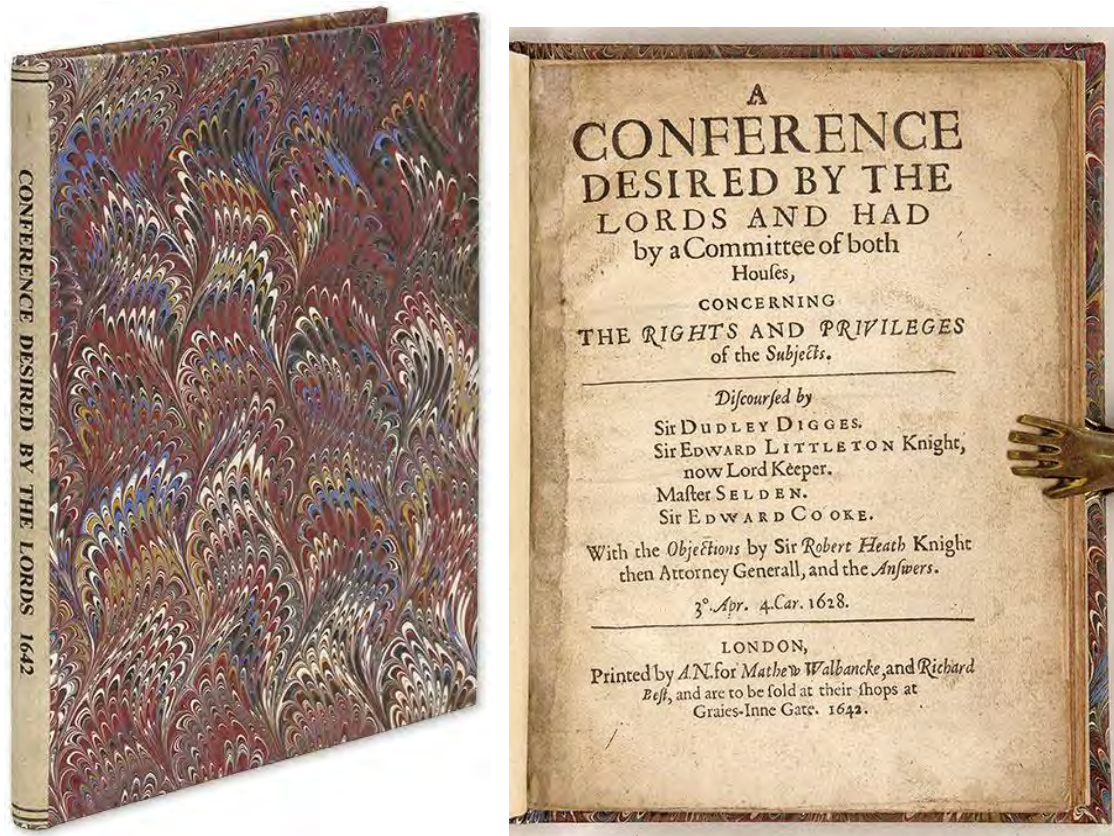 CONFERENCE DESIRED BY THE LORDS 1642
A
CONFERENCE
DESIRED BY THE
LORDS AND HAD
by a Committee of both
Houſes,
CONCERNING
THE RIGHTS AND PRIVILEGES
of the Subjects.
Diſcourſed by
Sir DUDLEY DIGGES.
Sir EDWARD LITTLETON Knight,
now Lord Keeper.
Maſter SELDEN.
Sir EDWARD COOKE.
With the Objections by Sir Robert Heath Knight
then Attorney Generall, and the Anſwers.
3°. Apr. 4. Car. 1628.
LONDON,
Printed by A.N. for Mathew Walbancke, and Richard
Beſt, and are to be ſold at their ſhops at
Graies-Inne Gate. 1642.